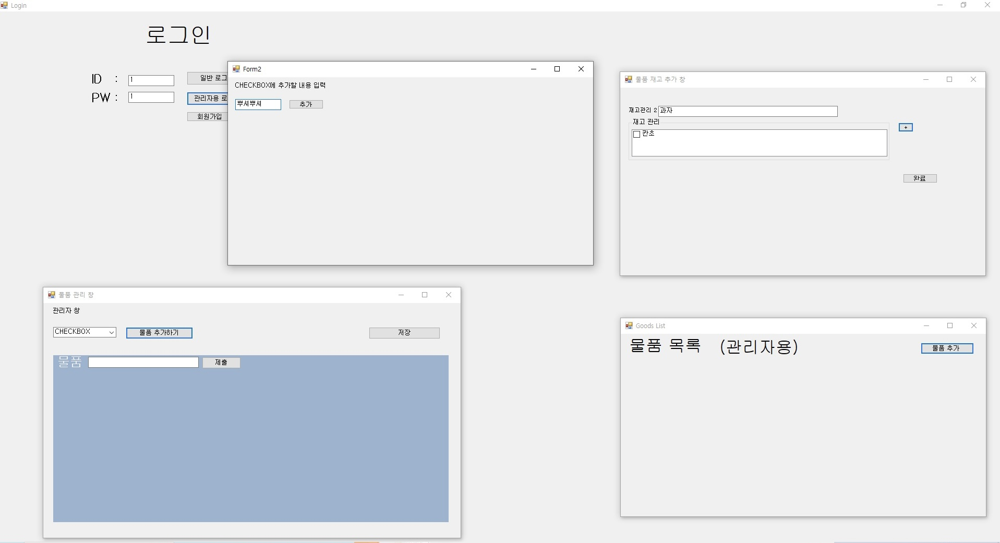 Login
로그인
ID :
1
일반 로그
PW :
1
관리자용 로
회원가입
Form2
CHECKBOX에 추가할 내용 입력
뿌셔뿌셔
추가
물품 재고 추가 창
재고관리 2
과자
재고 관리
칸초
+
완료
물품 관리 창
관리자 창
CHECKBOX
물품 추가하기
저장
물품
제출
Goods List
물품 목록 (관리자용)
물품 추가